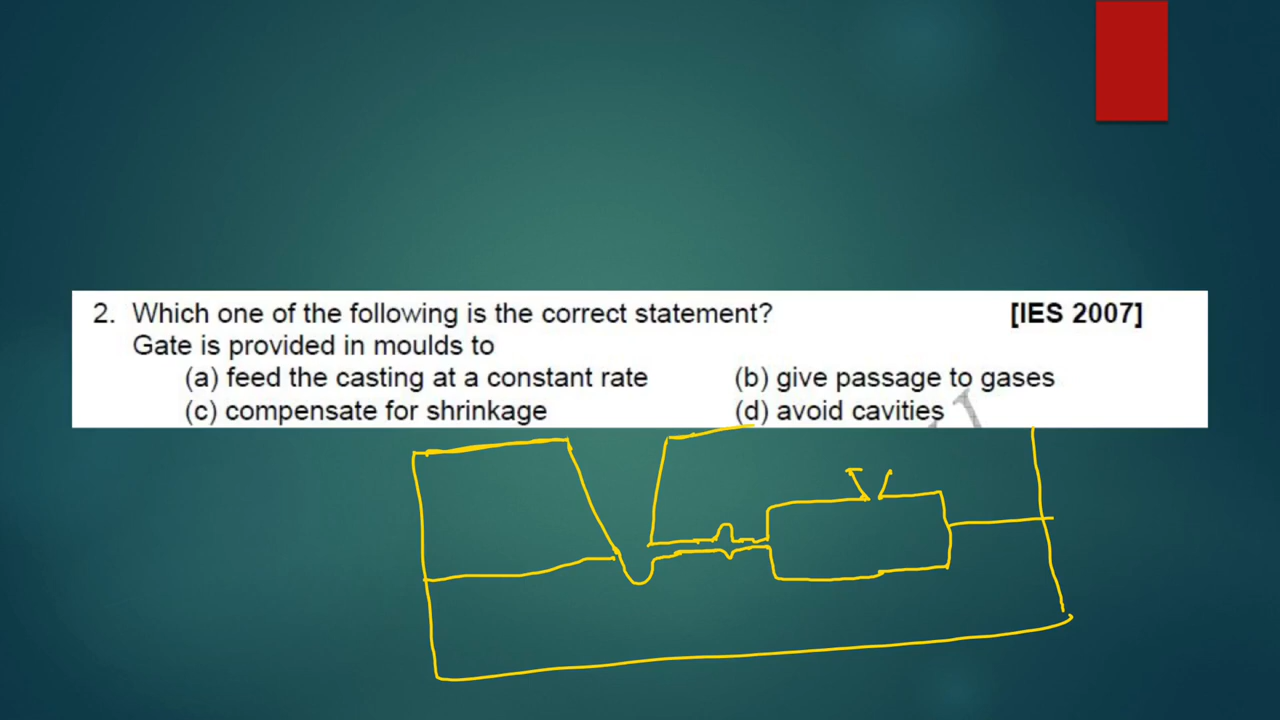 2. Which one of the following is the correct statement? [IES 2007]
Gate is provided in moulds to
(a) feed the casting at a constant rate (b) give passage to gases
(c) compensate for shrinkage (d) avoid cavities